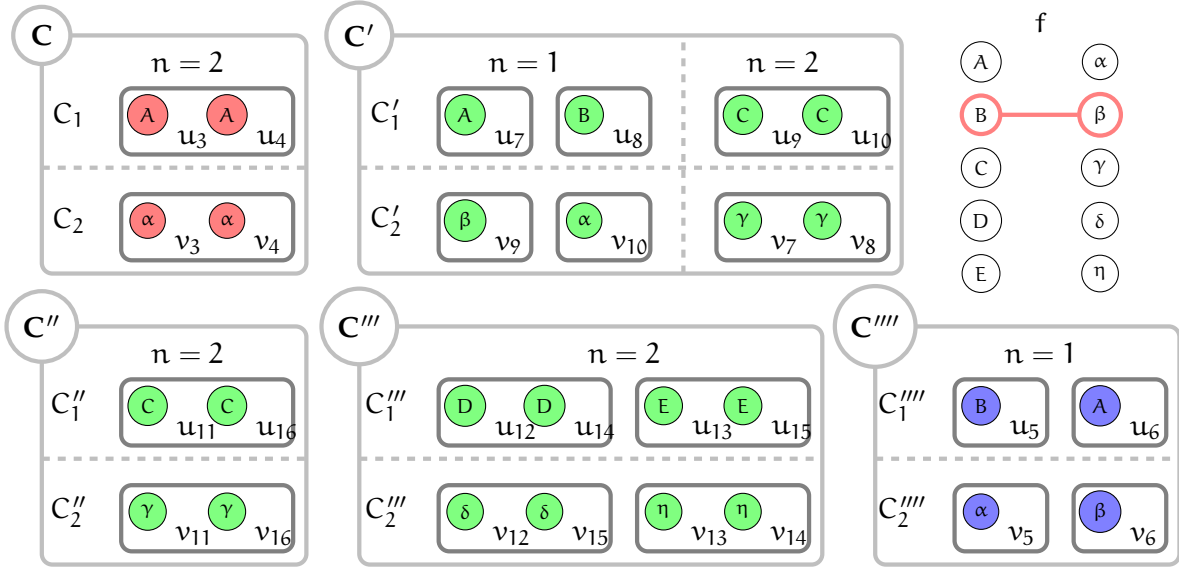 C C′ f
n = 2 n = 1 n = 2
A α
C₁ A A u₃ u₄ C′₁ A u₇ B u₈ C C u₉ u₁₀
B β
C γ
C₂ α α v₃ v₄ C′₂ β v₉ α v₁₀ γ γ v₇ v₈
D δ
E η
C″ C‴ C⁗
n = 2 n = 2 n = 1
C″₁ C C u₁₁ u₁₆ C‴₁ D D u₁₂ u₁₄ E E u₁₃ u₁₅ C⁗₁ B u₅ A u₆
C″₂ γ γ v₁₁ v₁₆ C‴₂ δ δ v₁₂ v₁₅ η η v₁₃ v₁₄ C⁗₂ α v₅ β v₆